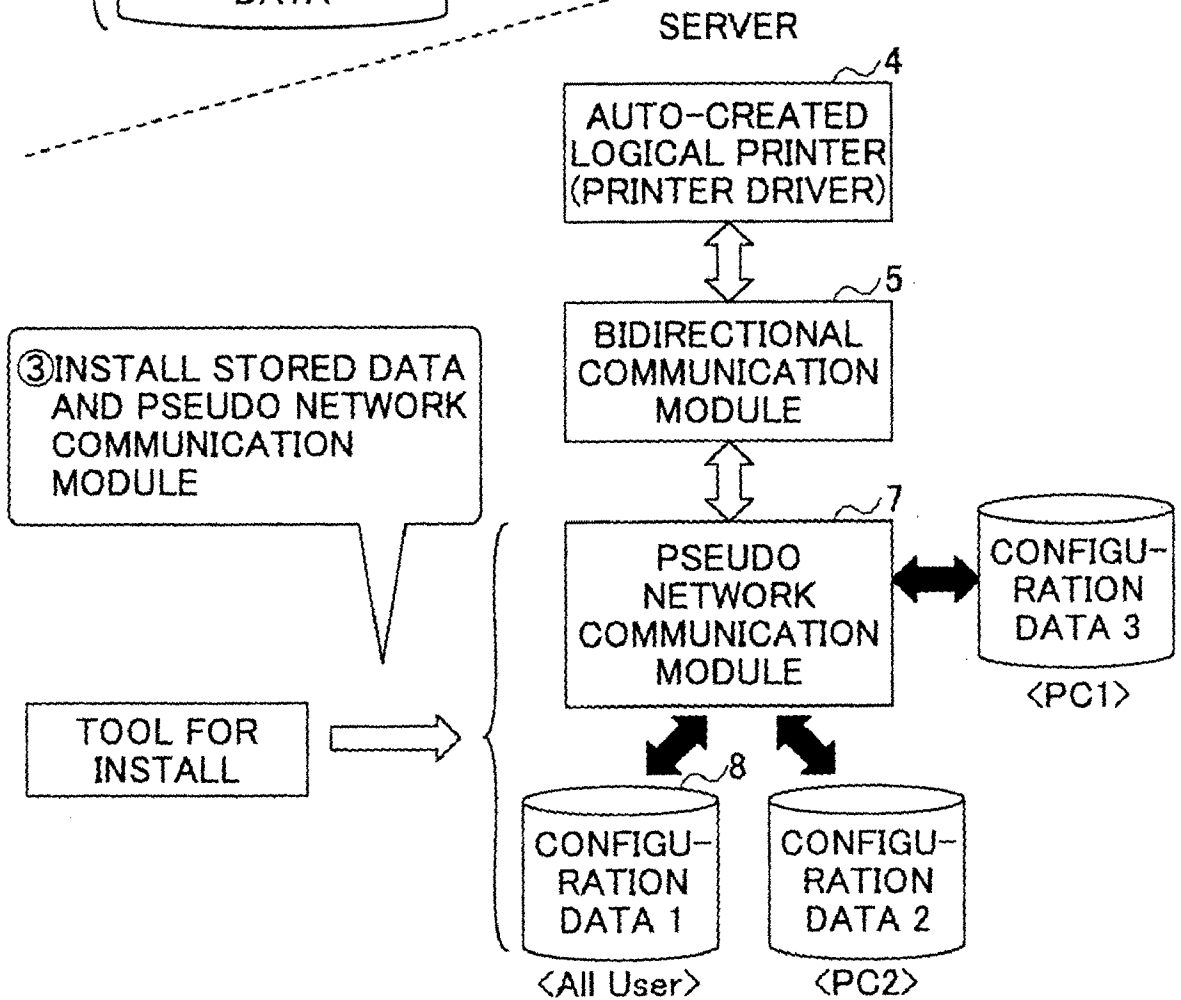 DATA
SERVER
4
AUTO-CREATED
LOGICAL PRINTER
(PRINTER DRIVER)
5
BIDIRECTIONAL
COMMUNICATION
MODULE
③INSTALL STORED DATA
AND PSEUDO NETWORK
COMMUNICATION
MODULE
7
PSEUDO
NETWORK
COMMUNICATION
MODULE
CONFIGU-
RATION
DATA 3
<PC1>
TOOL FOR
INSTALL
8
CONFIGU-
RATION
DATA 1
<All User>
CONFIGU-
RATION
DATA 2
<PC2>